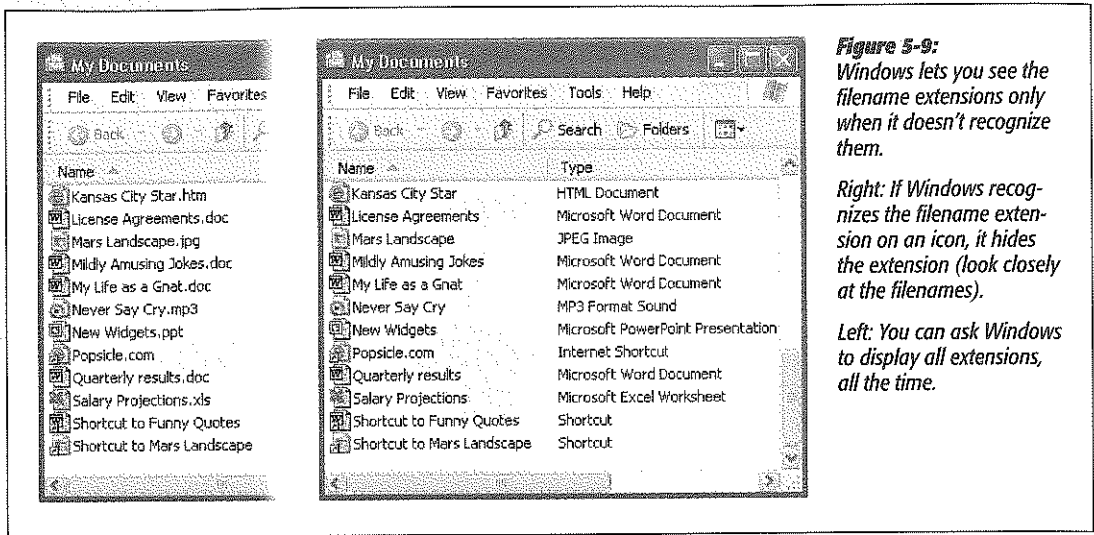 My Documents
File Edit View Favorites
Back
Name
Kansas City Star.htm
License Agreements.doc
Mars Landscape.jpg
Mildly Amusing Jokes.doc
My Life as a Gnat.doc
Never Say Cry.mp3
New Widgets.ppt
Popsicle.com
Quarterly results.doc
Salary Projections.xls
Shortcut to Funny Quotes
Shortcut to Mars Landscape
My Documents
File Edit View Favorites Tools Help
Back Search Folders
Name Type
Kansas City Star HTML Document
License Agreements Microsoft Word Document
Mars Landscape JPEG Image
Mildly Amusing Jokes Microsoft Word Document
My Life as a Gnat Microsoft Word Document
Never Say Cry MP3 Format Sound
New Widgets Microsoft PowerPoint Presentation
Popsicle.com Internet Shortcut
Quarterly results Microsoft Word Document
Salary Projections Microsoft Excel Worksheet
Shortcut to Funny Quotes Shortcut
Shortcut to Mars Landscape Shortcut
Figure 5-9:
Windows lets you see the
filename extensions only
when it doesn't recognize
them.
Right: If Windows recog-
nizes the filename exten-
sion on an icon, it hides
the extension (look closely
at the filenames).
Left: You can ask Windows
to display all extensions,
all the time.